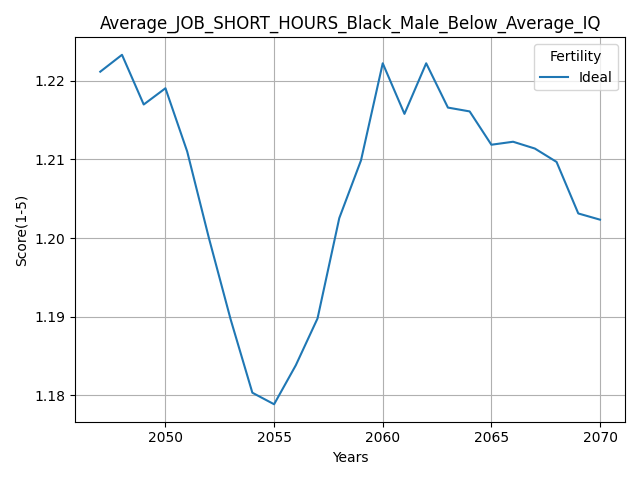 Average_JOB_SHORT_HOURS_Black_Male_Below_Average_IQ
Fertility
Ideal
1.22
1.21
1.20
1.19
1.18
Score(1-5)
2050 2055 2060 2065 2070
Years